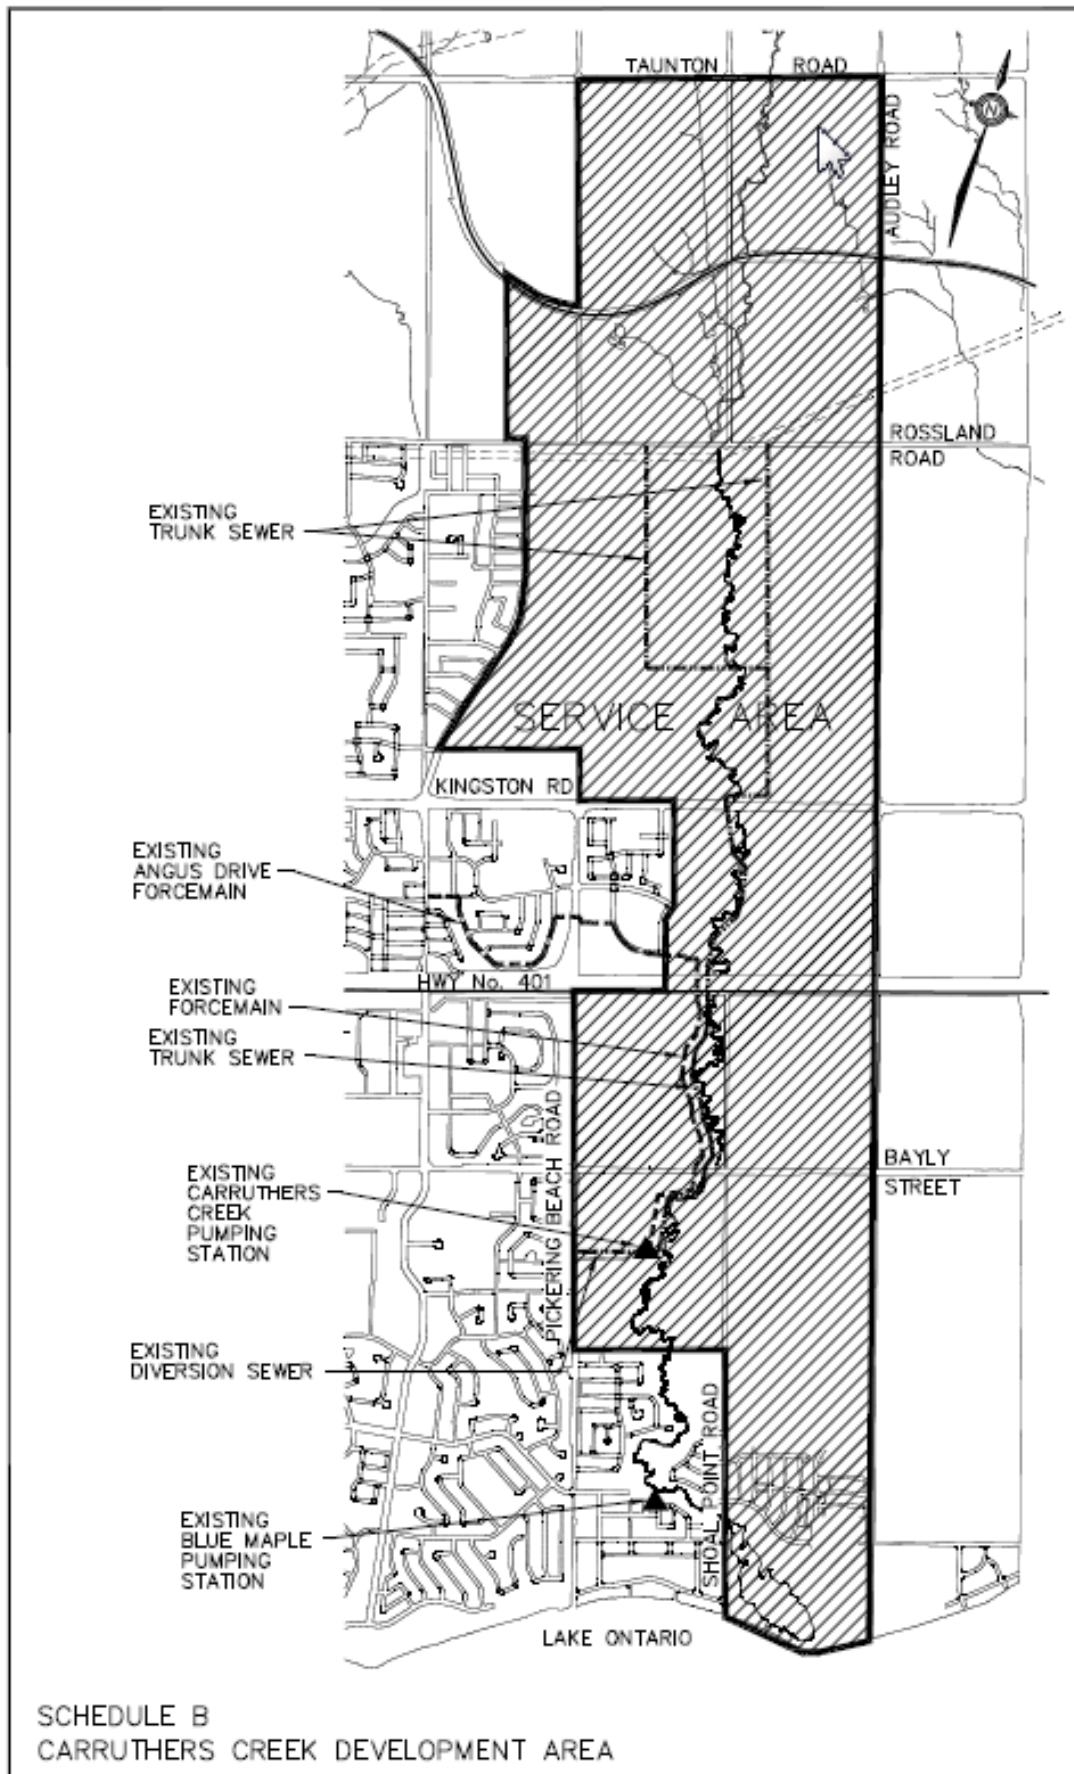 TAUNTON ROAD
N
AUDLEY ROAD
ROSSLAND
ROAD
EXISTING
TRUNK SEWER
SERVICE AREA
KINGSTON RD
EXISTING
ANGUS DRIVE
FORCEMAIN
HWY No. 401
EXISTING
FORCEMAIN
EXISTING
TRUNK SEWER
PICKERING BEACH ROAD
BAYLY
STREET
EXISTING
CARRUTHERS
CREEK
PUMPING
STATION
EXISTING
DIVERSION SEWER
SHOAL POINT ROAD
EXISTING
BLUE MAPLE
PUMPING
STATION
LAKE ONTARIO
SCHEDULE B
CARRUTHERS CREEK DEVELOPMENT AREA